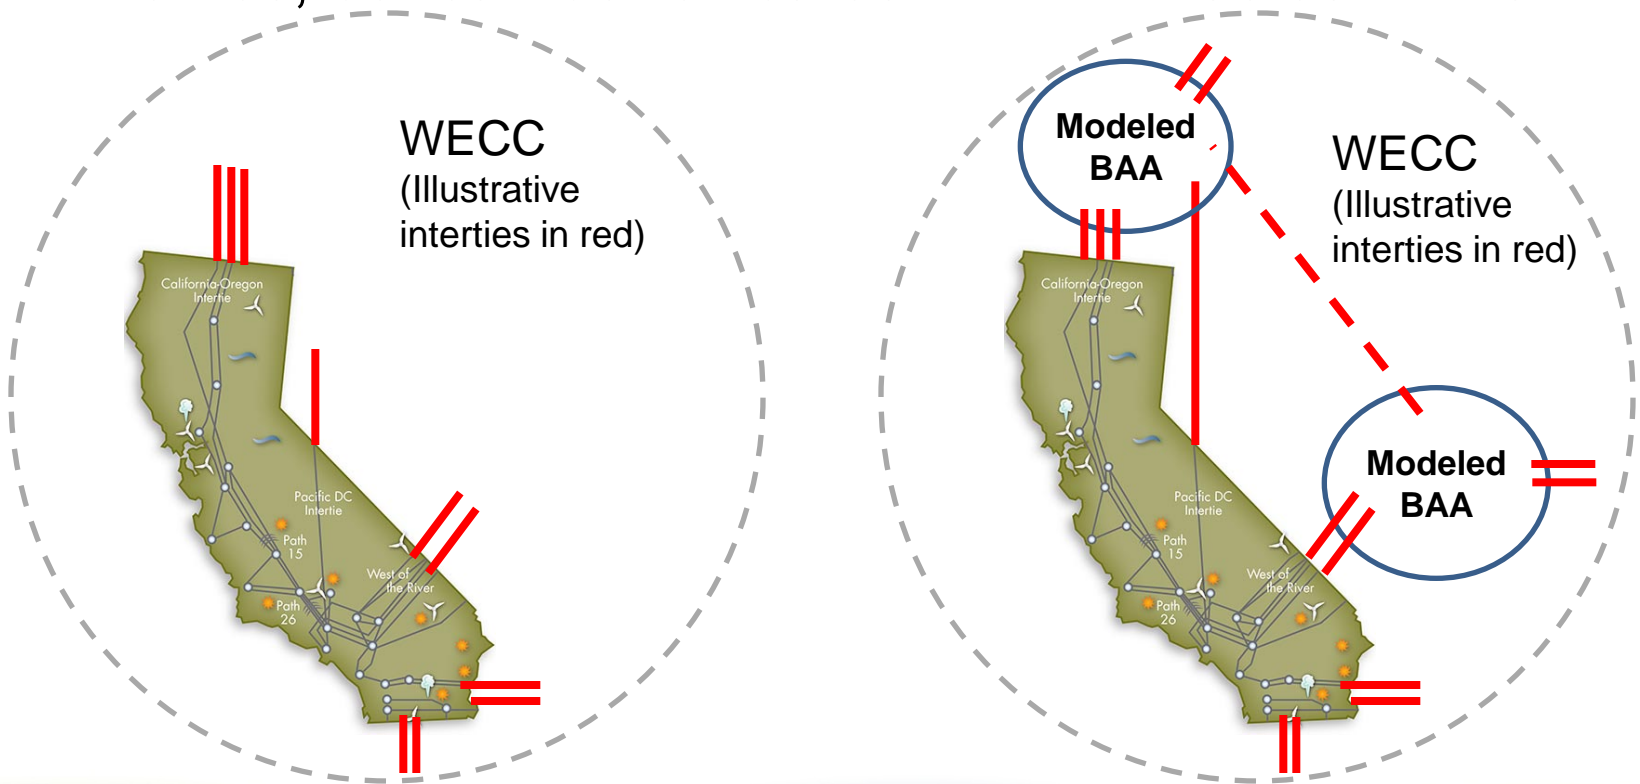 WECC
(Illustrative
interties in red)
California-Oregon
Intertie
Pacific DC
Intertie
Path
15
West of
the River
Path
26
Modeled
BAA
WECC
(Illustrative
interties in red)
California-Oregon
Intertie
Modeled
BAA
Pacific DC
Intertie
Path
15
West of
the River
Path
26